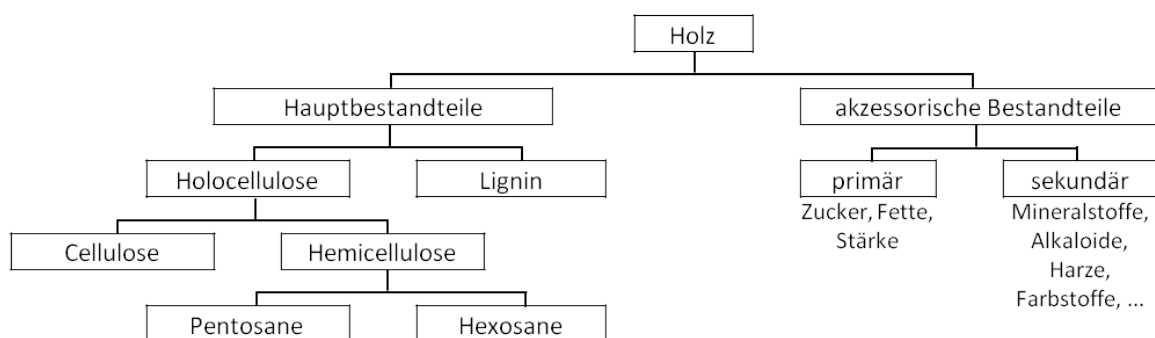 Holz
Hauptbestandteile
akzessorische Bestandteile
Holocellulose
Lignin
primär
sekundär
Zucker, Fette,
Stärke
Mineralstoffe,
Alkaloide,
Harze,
Farbstoffe, ...
Cellulose
Hemicellulose
Pentosane
Hexosane